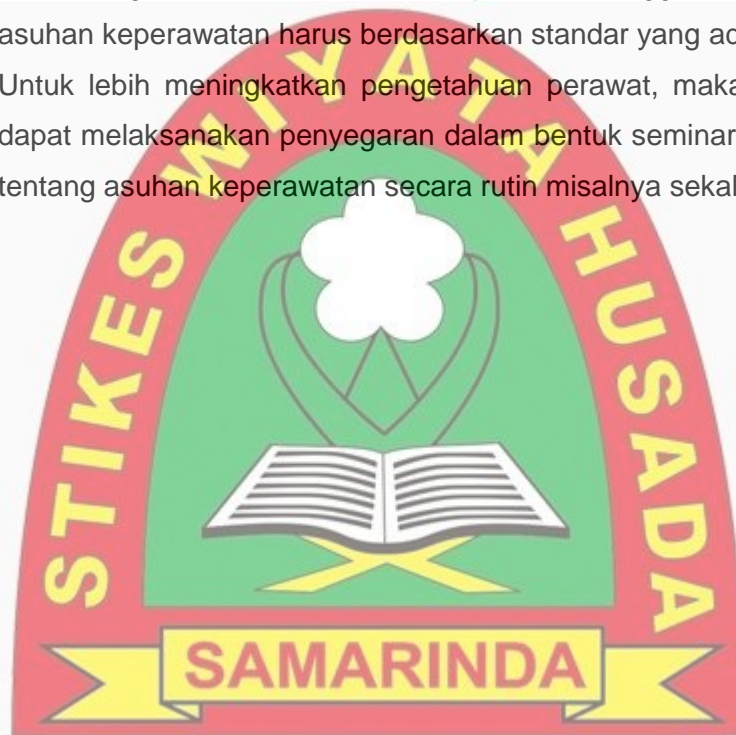 asuhan keperawatan harus berdasarkan standar yang ad
Untuk lebih meningkatkan pengetahuan perawat, maka
dapat melaksanakan penyegaran dalam bentuk seminar
tentang asuhan keperawatan secara rutin misalnya sekal
STIKES WIYATA HUSADA
SAMARINDA